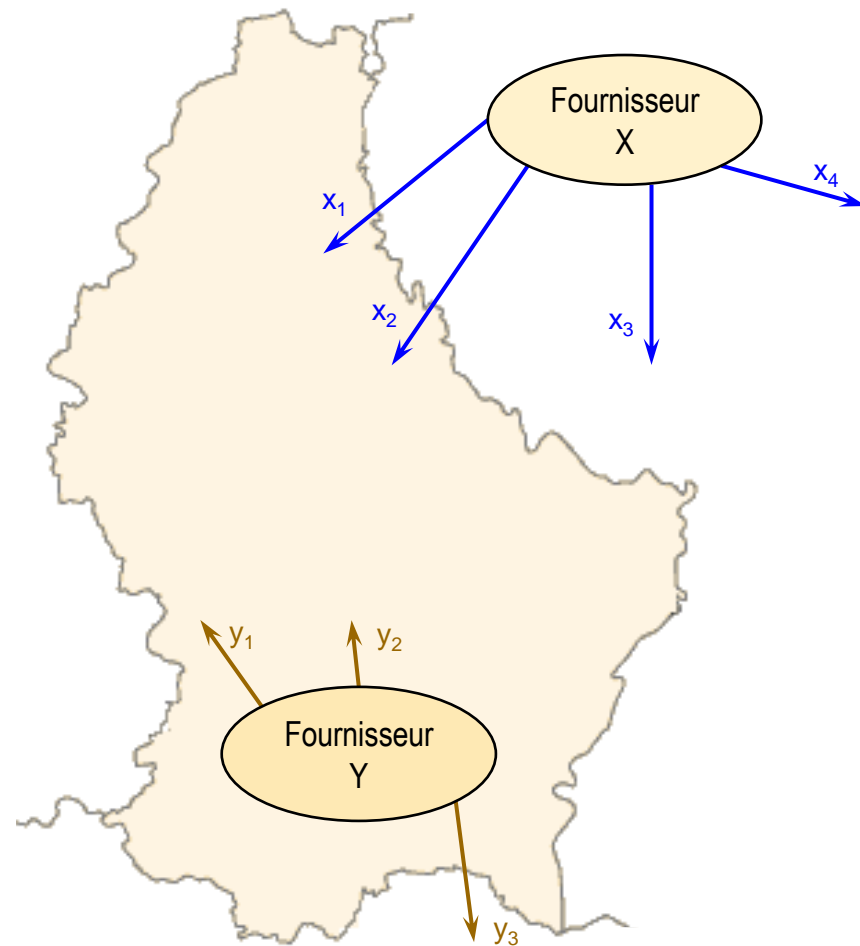 Fournisseur
X
x₄
x₁
x₂
x₃
y₁
y₂
Fournisseur
Y
y₃